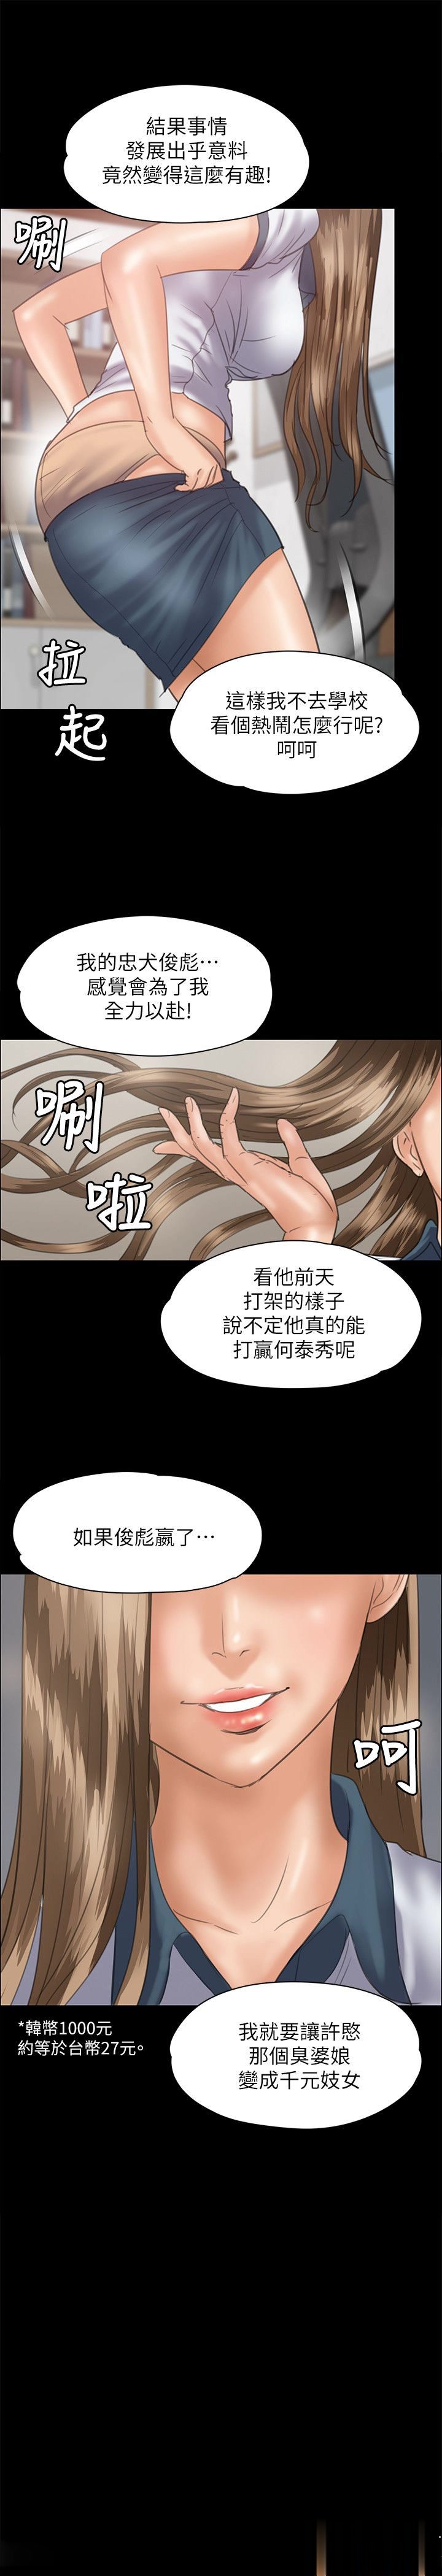 結果事情
發展出乎意料
竟然變得這麼有趣!
唰
拉
起
這樣我不去學校
看個熱鬧怎麼行呢?
呵呵
我的忠犬俊彪…
感覺會為了我
全力以赴!
唰
啦
看他前天
打架的樣子
說不定他真的能
打贏何泰秀呢
如果俊彪贏了…
呵
*韓幣1000元
約等於台幣27元。
我就要讓許愍
那個臭婆娘
變成千元妓女